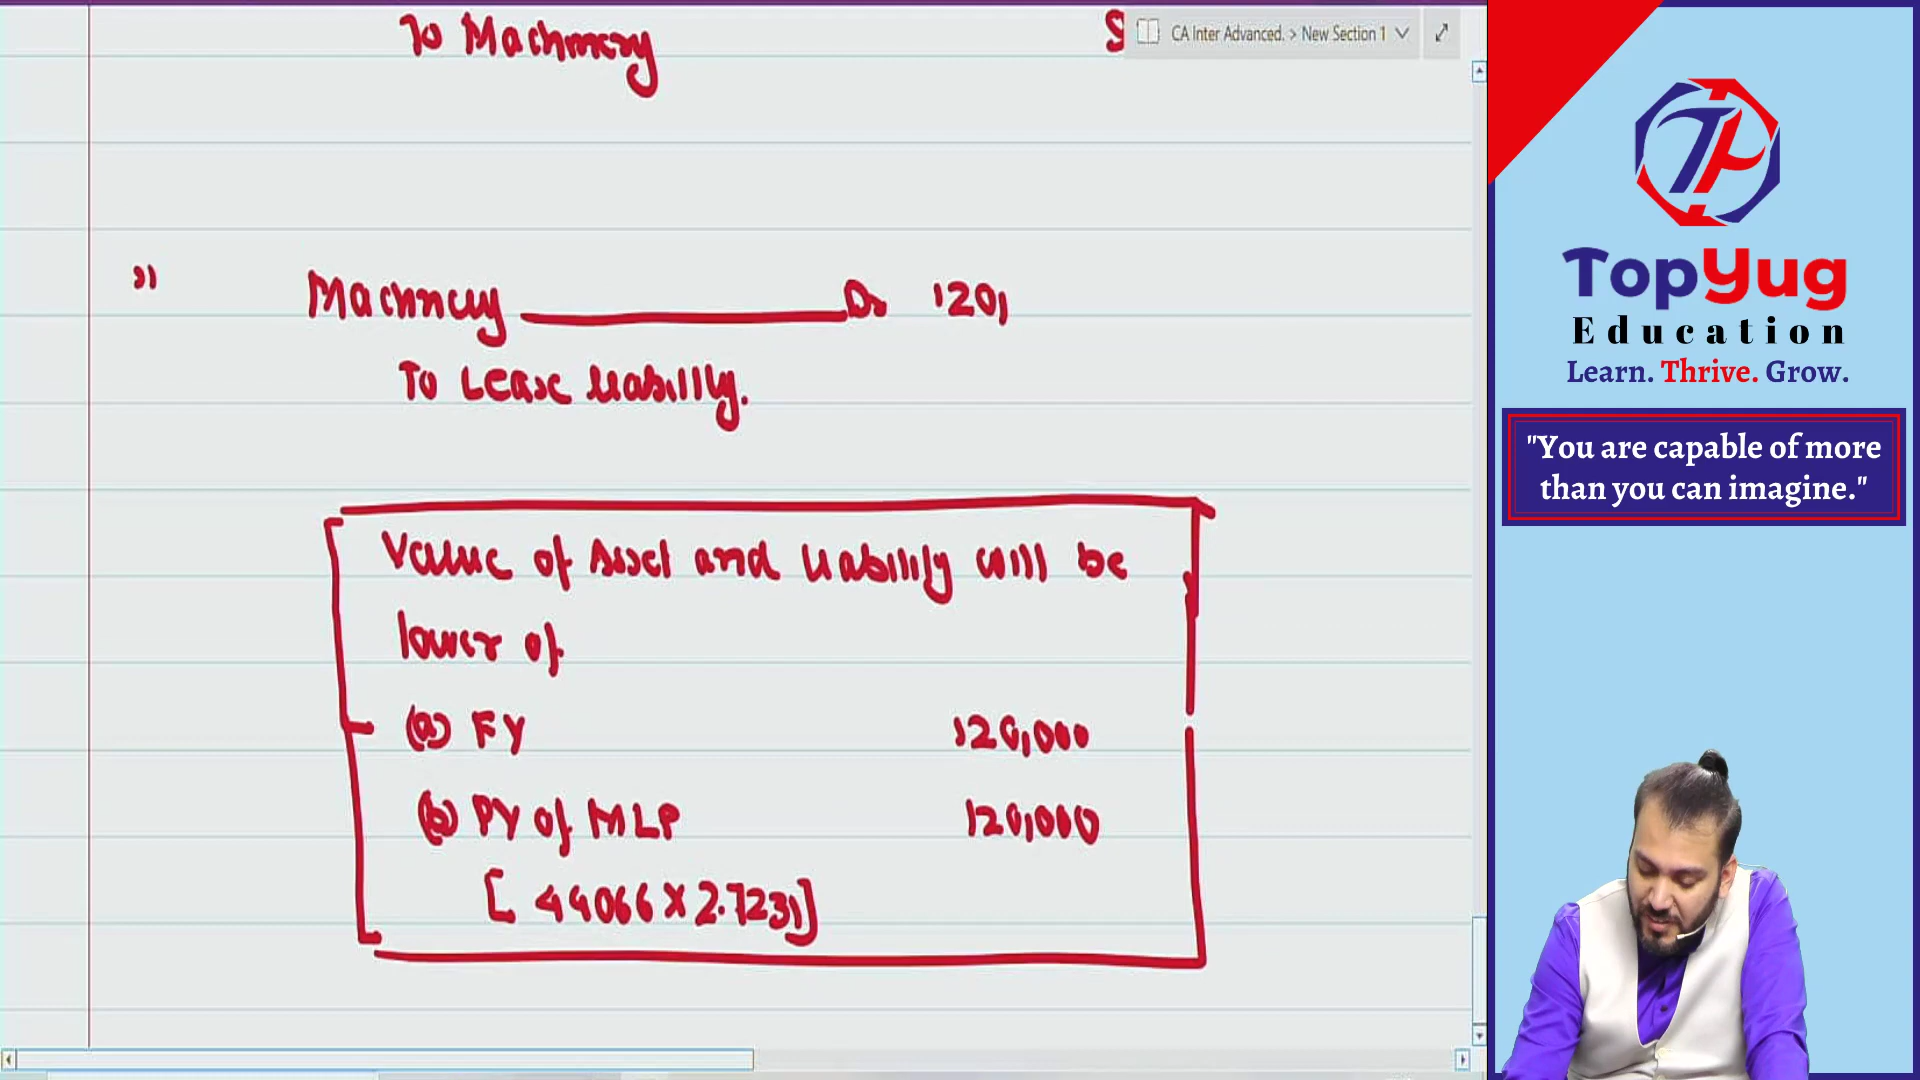 To Machinery
S
CA Inter Advanced. > New Section 1
" Machinery Dr 120,
To Lease liability.
Value of Asset and liability will be
lower of
(a) FV 120,000
(b) PV of MLP 120,000
[44066 X 2.7231]
TopYug
Education
Learn. Thrive. Grow.
"You are capable of more
than you can imagine."